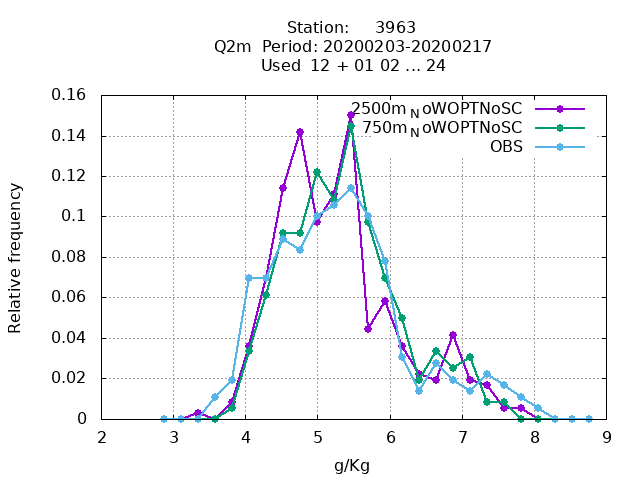 Station:     3963
Q2m  Period: 20200203-20200217
Used  12 + 01 02 ... 24
2500m_NoWOPTNoSC
750m_NoWOPTNoSC
OBS
0.16
0.14
0.12
0.1
0.08
0.06
0.04
0.02
0
Relative frequency
2 3 4 5 6 7 8 9
g/Kg